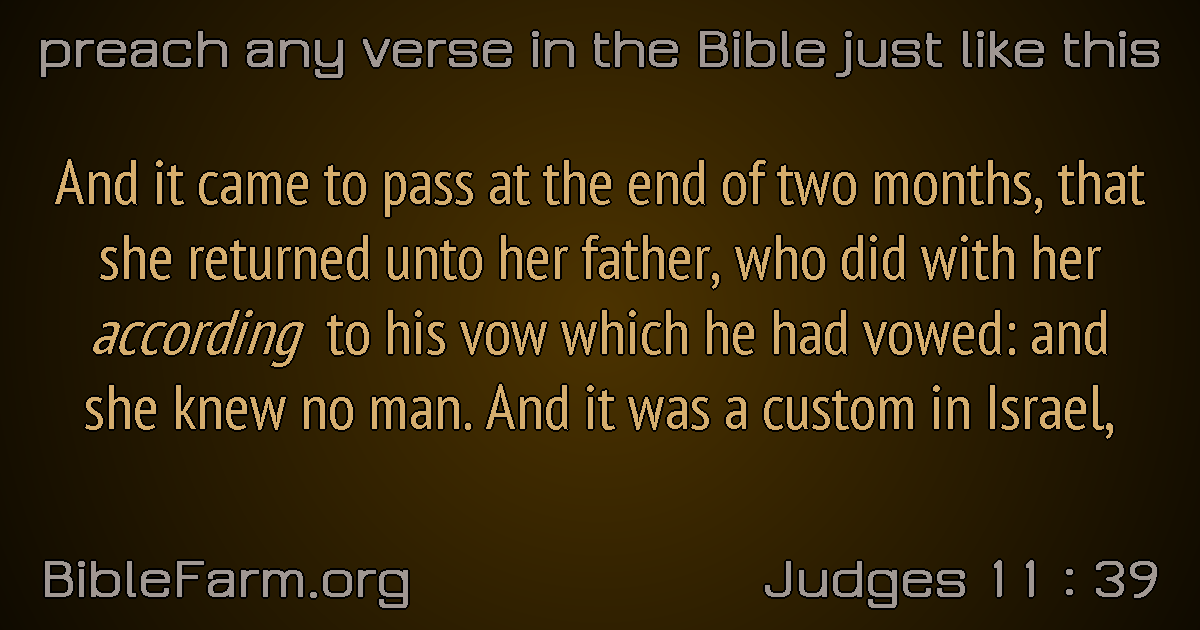 preach any verse in the Bible just like this
And it came to pass at the end of two months, that
she returned unto her father, who did with her
according to his vow which he had vowed: and
she knew no man. And it was a custom in Israel,
BibleFarm.org
Judges 11 : 39